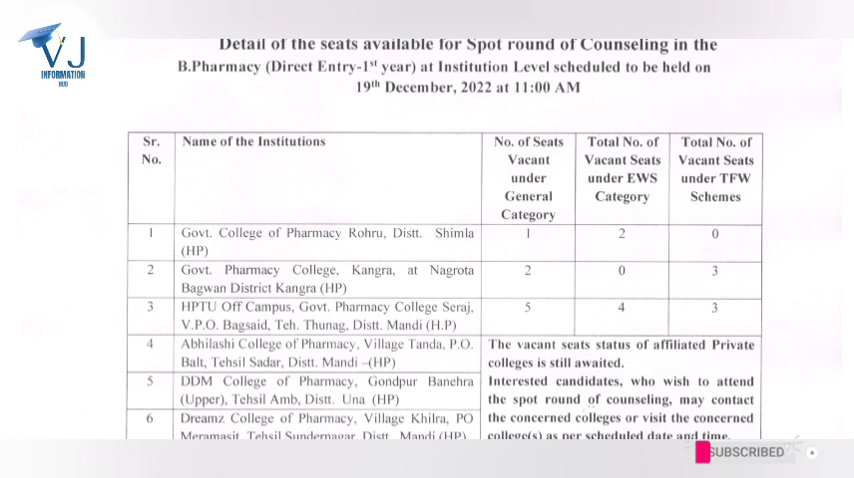 VJ
INFORMATION
HUB
Detail of the seats available for Spot round of Counseling in the
B.Pharmacy (Direct Entry-1st year) at Institution Level scheduled to be held on
19th December, 2022 at 11:00 AM
Sr. No.
Name of the Institutions
No. of Seats Vacant under General Category
Total No. of Vacant Seats under EWS Category
Total No. of Vacant Seats under TFW Schemes
1
Govt. College of Pharmacy Rohru, Distt. Shimla
(HP)
1
2
0
2
Govt. Pharmacy College, Kangra, at Nagrota
Bagwan District Kangra (HP)
2
0
3
3
HPTU Off Campus, Govt. Pharmacy College Seraj,
V.P.O. Bagsaid, Teh. Thunag, Distt. Mandi (H.P)
5
4
3
4
Abhilashi College of Pharmacy, Village Tanda, P.O.
Balt, Tehsil Sadar, Distt. Mandi –(HP)
5
DDM College of Pharmacy, Gondpur Banehra
(Upper), Tehsil Amb, Distt. Una (HP)
6
Dreamz College of Pharmacy, Village Khilra, PO
Meramasit, Tehsil Sundernagar, Distt. Mandi (HP)
The vacant seats status of affiliated Private
colleges is still awaited.
Interested candidates, who wish to attend
the spot round of counseling, may contact
the concerned colleges or visit the concerned
college(s) as per scheduled date and time.
SUBSCRIBED